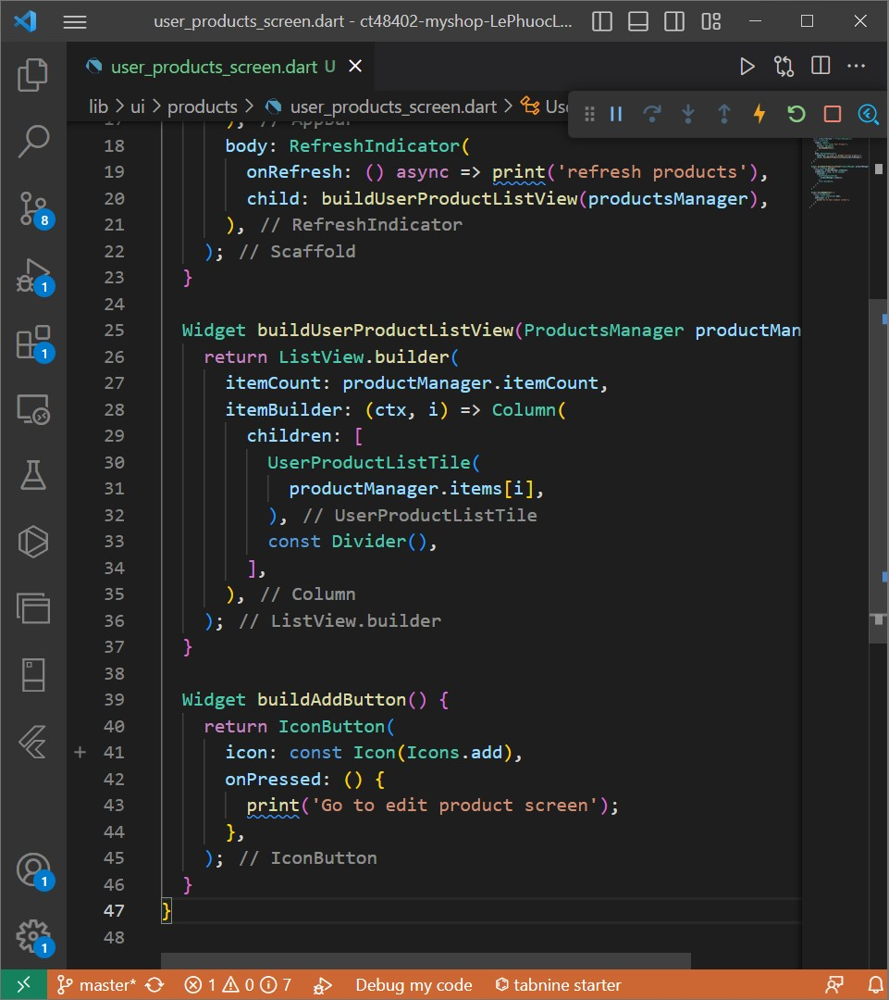 user_products_screen.dart - ct48402-myshop-LePhuocL...
user_products_screen.dart U
lib > ui > products > user_products_screen.dart > Use
17 ), // AppBar
18 body: RefreshIndicator(
19 onRefresh: () async => print('refresh products'),
20 child: buildUserProductListView(productsManager),
21 ), // RefreshIndicator
22 ); // Scaffold
23 }
24
25 Widget buildUserProductListView(ProductsManager productMan
26 return ListView.builder(
27 itemCount: productManager.itemCount,
28 itemBuilder: (ctx, i) => Column(
29 children: [
30 UserProductListTile(
31 productManager.items[i],
32 ), // UserProductListTile
33 const Divider(),
34 ],
35 ), // Column
36 ); // ListView.builder
37 }
38
39 Widget buildAddButton() {
40 return IconButton(
41 icon: const Icon(Icons.add),
42 onPressed: () {
43 print('Go to edit product screen');
44 },
45 ); // IconButton
46 }
47 }
48
8
1
1
1
1
master* 1 0 7 Debug my code tabnine starter